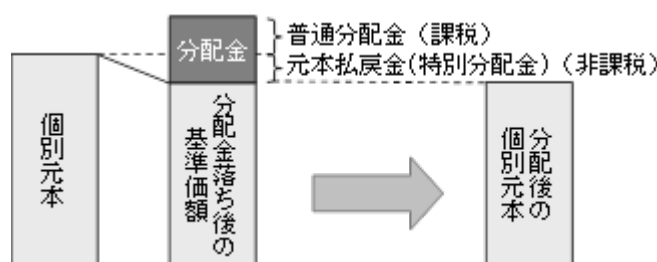 分配金
普通分配金（課税）
元本払戻金(特別分配金)（非課税）
個別元本
分配金落ち後の
基準価額
分配後の
個別元本